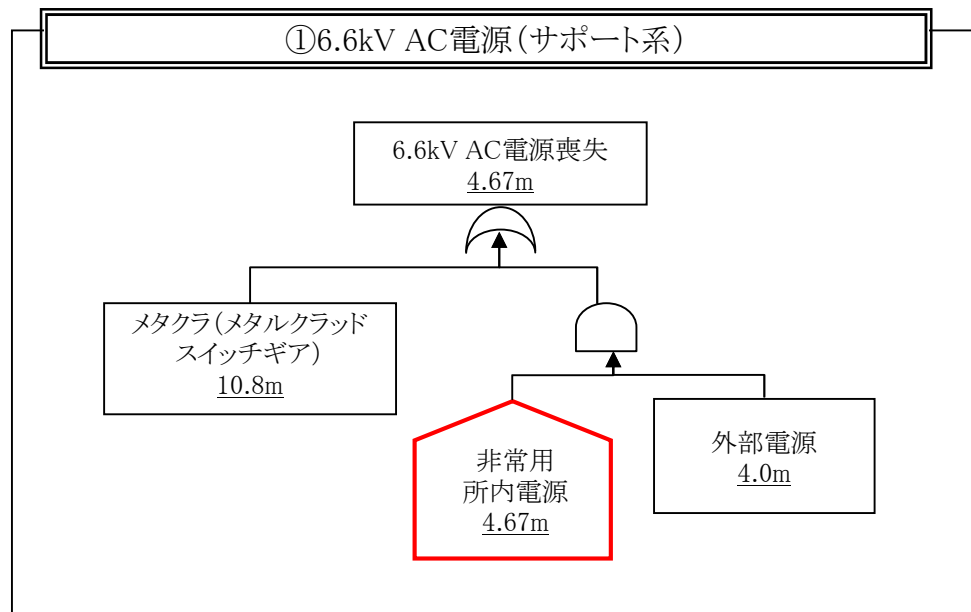 ①6.6kV AC電源(サポート系)
6.6kV AC電源喪失
4.67m
メタクラ(メタルクラッド
スイッチギア)
10.8m
非常用
所内電源
4.67m
外部電源
4.0m